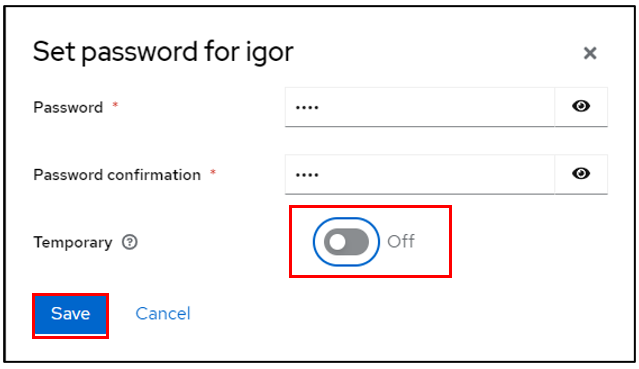 Set password for igor
Password *
••••
Password confirmation *
••••
Temporary
Off
Save Cancel